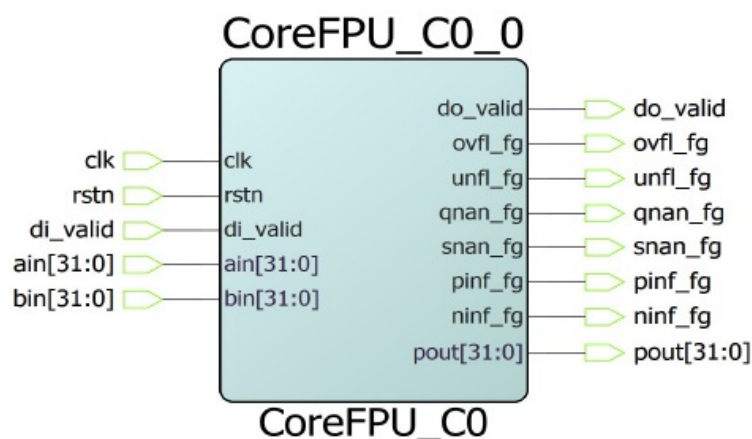 CoreFPU_C0_0
do_valid do_valid
ovfl_fg ovfl_fg
clk clk unfl_fg unfl_fg
rstn rstn qnan_fg qnan_fg
di_valid di_valid snan_fg snan_fg
ain[31:0] ain[31:0] pinf_fg pinf_fg
bin[31:0] bin[31:0] ninf_fg ninf_fg
pout[31:0] pout[31:0]
CoreFPU_C0